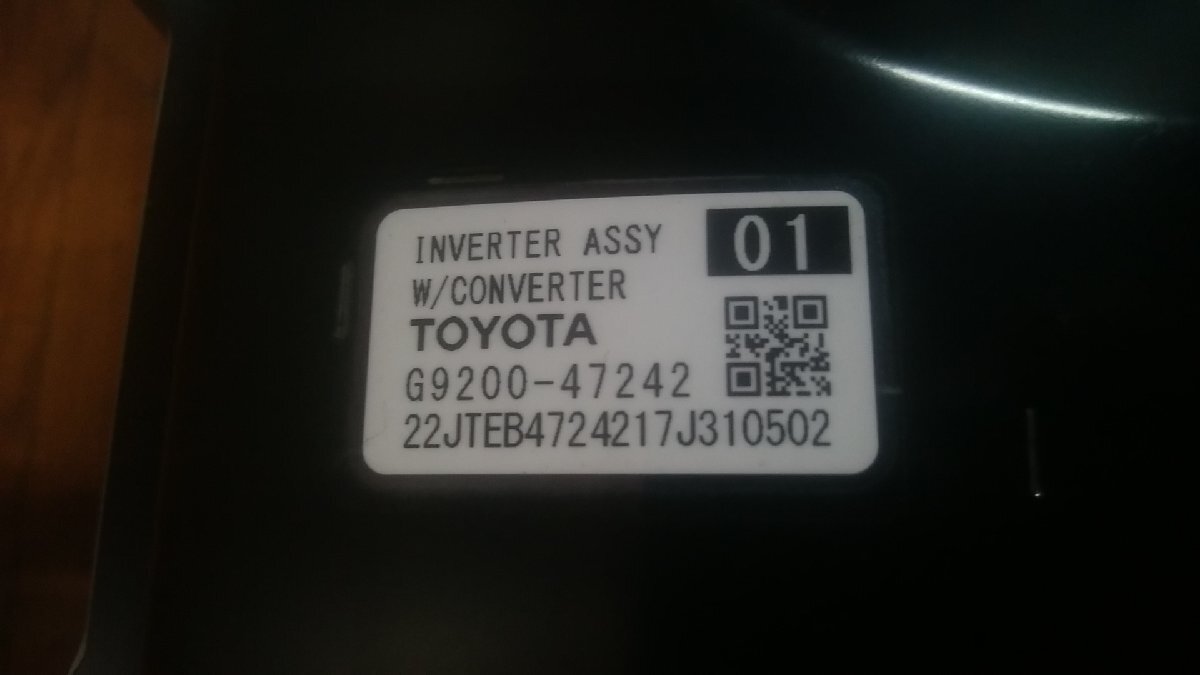 INVERTER ASSY
01
W/CONVERTER
TOYOTA
G9200-47242
22JTEB4724217J310502